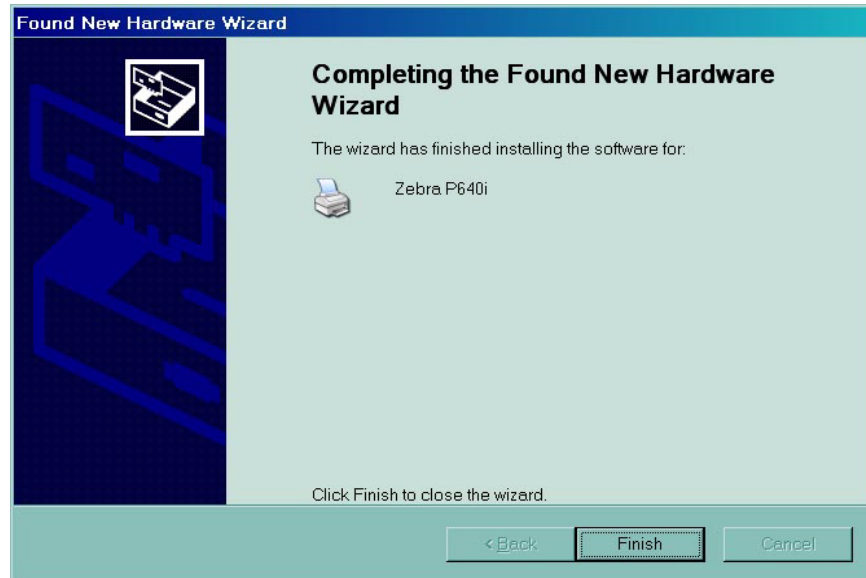 Found New Hardware Wizard
Completing the Found New Hardware
Wizard
The wizard has finished installing the software for:
Zebra P640i
Click Finish to close the wizard.
< Back
Finish
Cancel